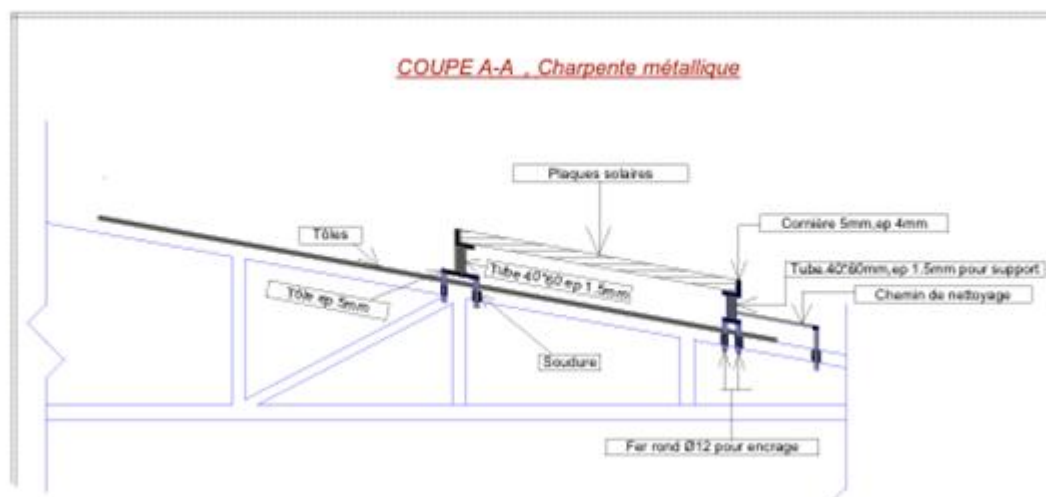 COUPE A-A , Charpente métallique
Plaques solaires
Cornière 5mm,ep 4mm
Tôles
Tube 40*60 ep 1.5mm
Tube.40*60mm,ep 1.5mm pour support
Tôle ep 5mm
Chemin de nettoyage
Soudure
Fer rond Ø12 pour encrage